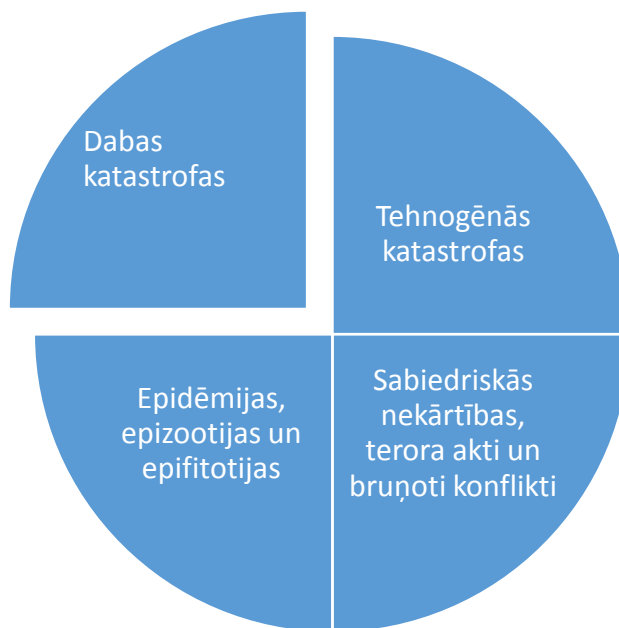 Dabas
katastrofas
Tehnogēnās
katastrofas
Epidēmijas,
epizootijas un
epifitotijas
Sabiedriskās
nekārtības,
terora akti un
bruņoti konflikti